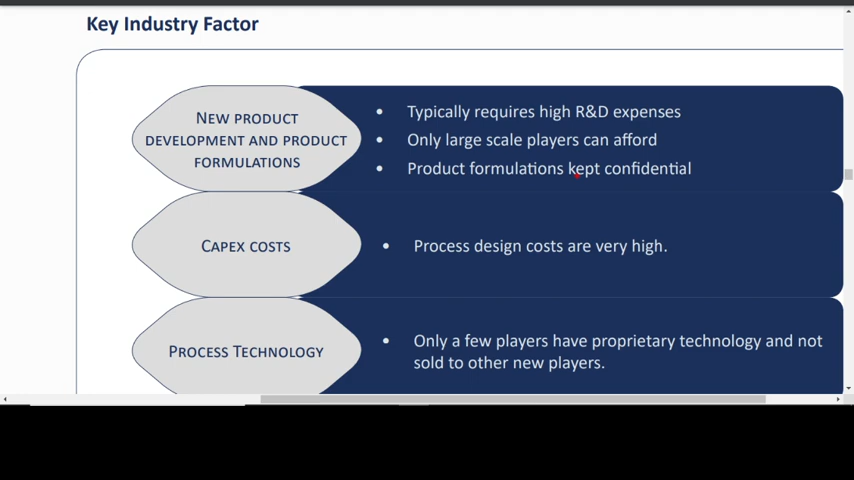 Key Industry Factor
NEW PRODUCT
DEVELOPMENT AND PRODUCT
FORMULATIONS
• Typically requires high R&D expenses
• Only large scale players can afford
• Product formulations kept confidential
CAPEX COSTS
• Process design costs are very high.
PROCESS TECHNOLOGY
• Only a few players have proprietary technology and not
sold to other new players.